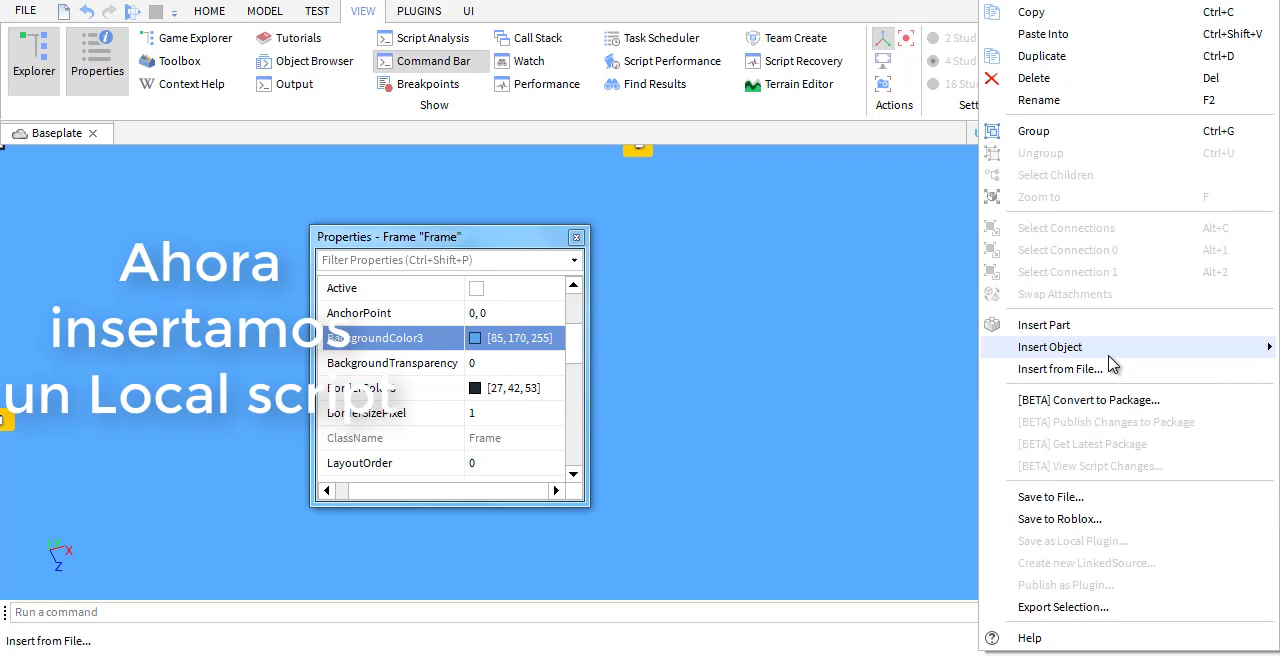 FILE
HOME
MODEL
TEST
VIEW
PLUGINS
UI
Explorer
Properties
Game Explorer
Toolbox
Context Help
Tutorials
Object Browser
Output
Script Analysis
Command Bar
Breakpoints
Call Stack
Watch
Performance
Task Scheduler
Script Performance
Find Results
Team Create
Script Recovery
Terrain Editor
Show
Actions
2 Stud
4 Stud
16 Stu
Sett
Baseplate
Ahora
insertamos
un Local script
Properties - Frame "Frame"
Filter Properties (Ctrl+Shift+P)
Active
AnchorPoint 0, 0
BackgroundColor3 [85, 170, 255]
BackgroundTransparency 0
BorderColor3 [27, 42, 53]
BorderSizePixel 1
ClassName Frame
LayoutOrder 0
Y
X
Z
Run a command
Insert from File...
Copy Ctrl+C
Paste Into Ctrl+Shift+V
Duplicate Ctrl+D
Delete Del
Rename F2
Group Ctrl+G
Ungroup Ctrl+U
Select Children
Zoom to F
Select Connections Alt+C
Select Connection 0 Alt+1
Select Connection 1 Alt+2
Swap Attachments
Insert Part
Insert Object
Insert from File...
[BETA] Convert to Package...
[BETA] Publish Changes to Package
[BETA] Get Latest Package
[BETA] View Script Changes...
Save to File...
Save to Roblox...
Save as Local Plugin...
Create new LinkedSource...
Publish as Plugin...
Export Selection...
Help